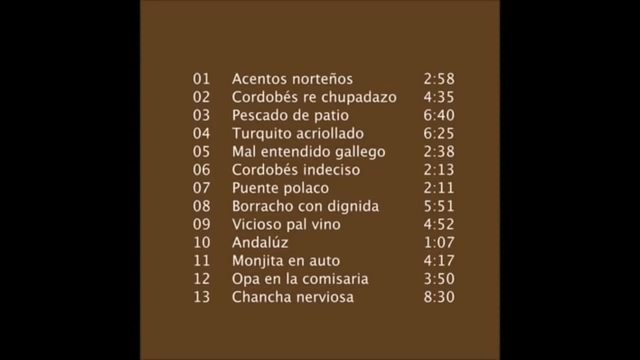 01 Acentos norteños 2:58
02 Cordobés re chupadazo 4:35
03 Pescado de patio 6:40
04 Turquito acriollado 6:25
05 Mal entendido gallego 2:38
06 Cordobés indeciso 2:13
07 Puente polaco 2:11
08 Borracho con dignida 5:51
09 Vicioso pal vino 4:52
10 Andalúz 1:07
11 Monjita en auto 4:17
12 Opa en la comisaria 3:50
13 Chancha nerviosa 8:30